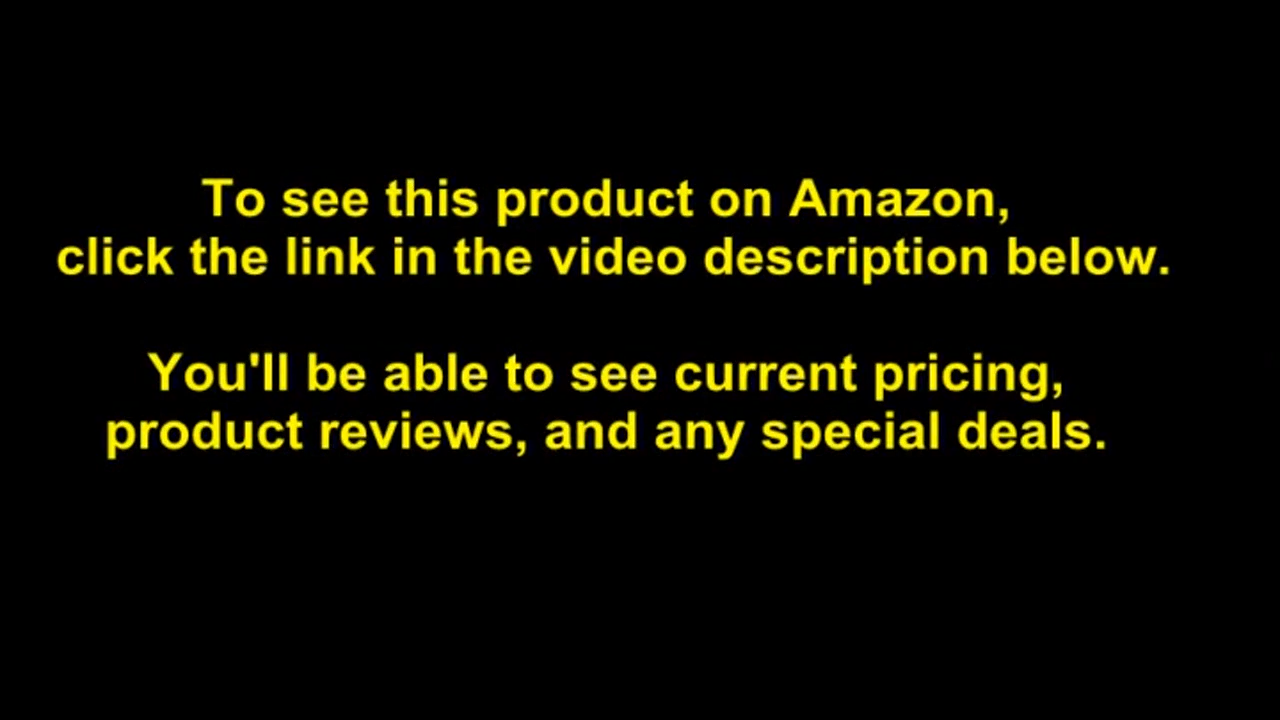 To see this product on Amazon,
click the link in the video description below.
You'll be able to see current pricing,
product reviews, and any special deals.